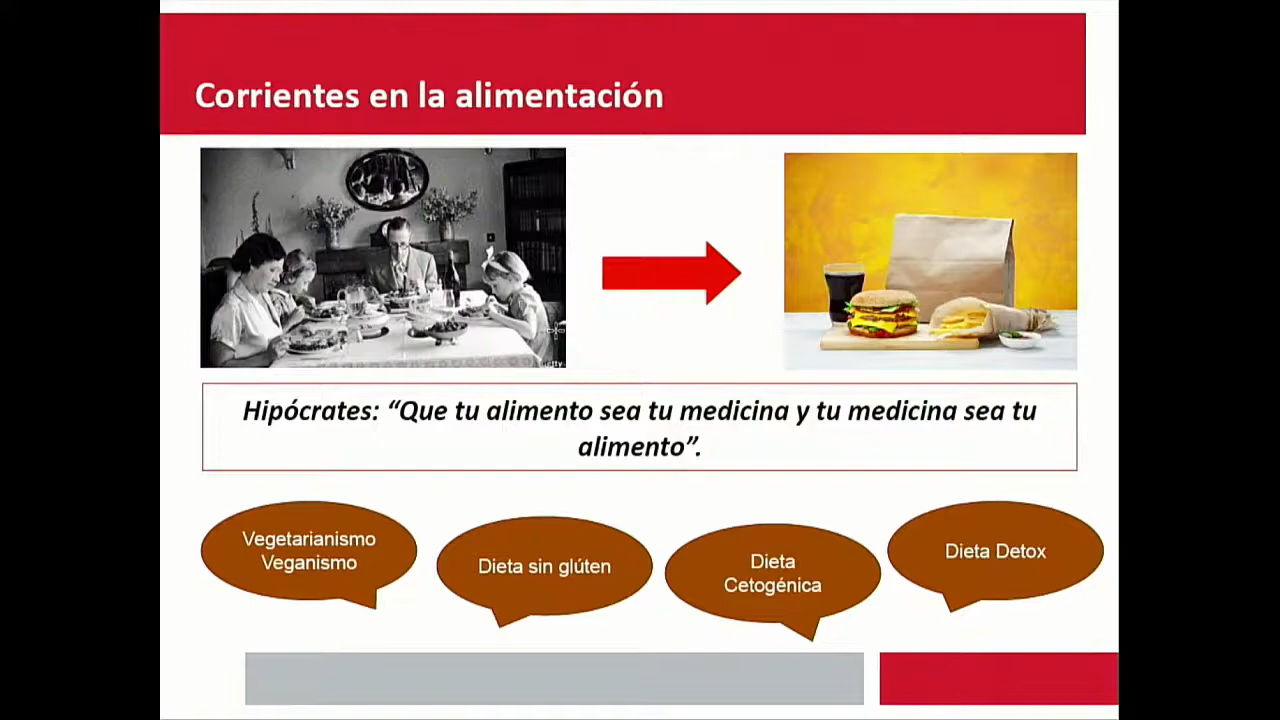 Corrientes en la alimentación
Hipócrates: “Que tu alimento sea tu medicina y tu medicina sea tu
alimento”.
Vegetarianismo
Veganismo
Dieta sin glúten
Dieta
Cetogénica
Dieta Detox